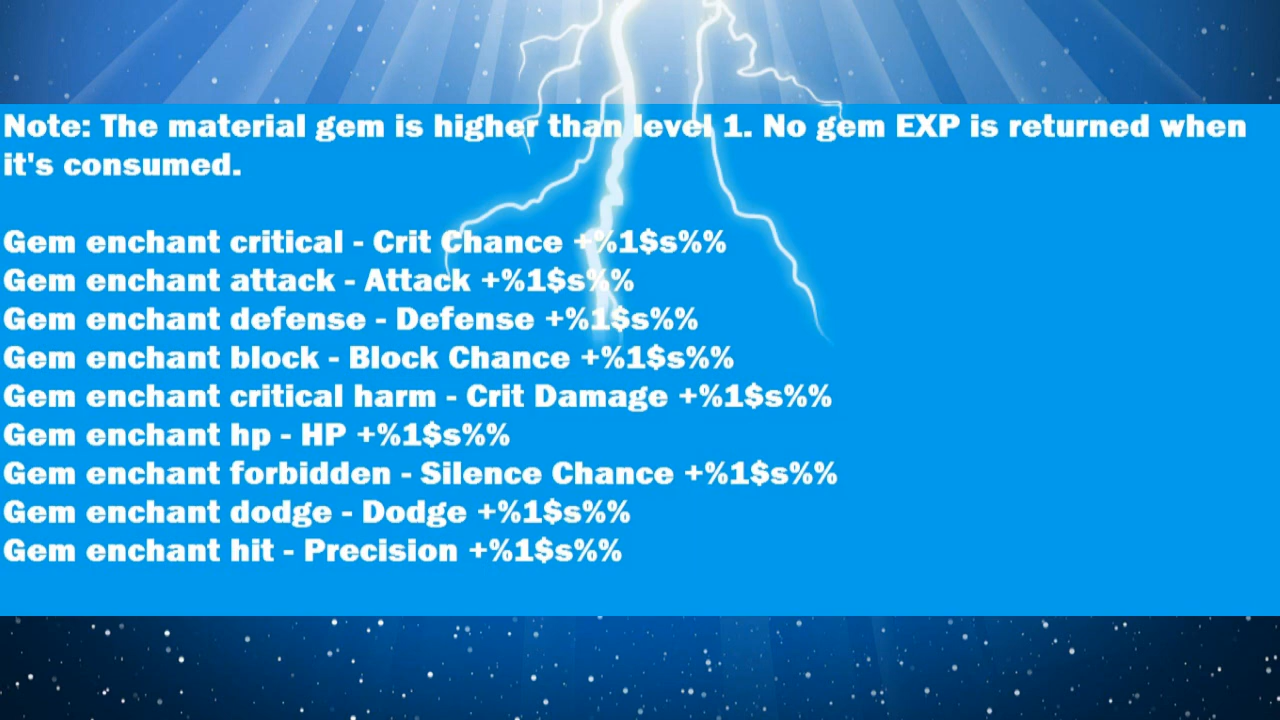 Note: The material gem is higher than level 1. No gem EXP is returned when
it's consumed.
Gem enchant critical - Crit Chance +%1$s%%
Gem enchant attack - Attack +%1$s%%
Gem enchant defense - Defense +%1$s%%
Gem enchant block - Block Chance +%1$s%%
Gem enchant critical harm - Crit Damage +%1$s%%
Gem enchant hp - HP +%1$s%%
Gem enchant forbidden - Silence Chance +%1$s%%
Gem enchant dodge - Dodge +%1$s%%
Gem enchant hit - Precision +%1$s%%